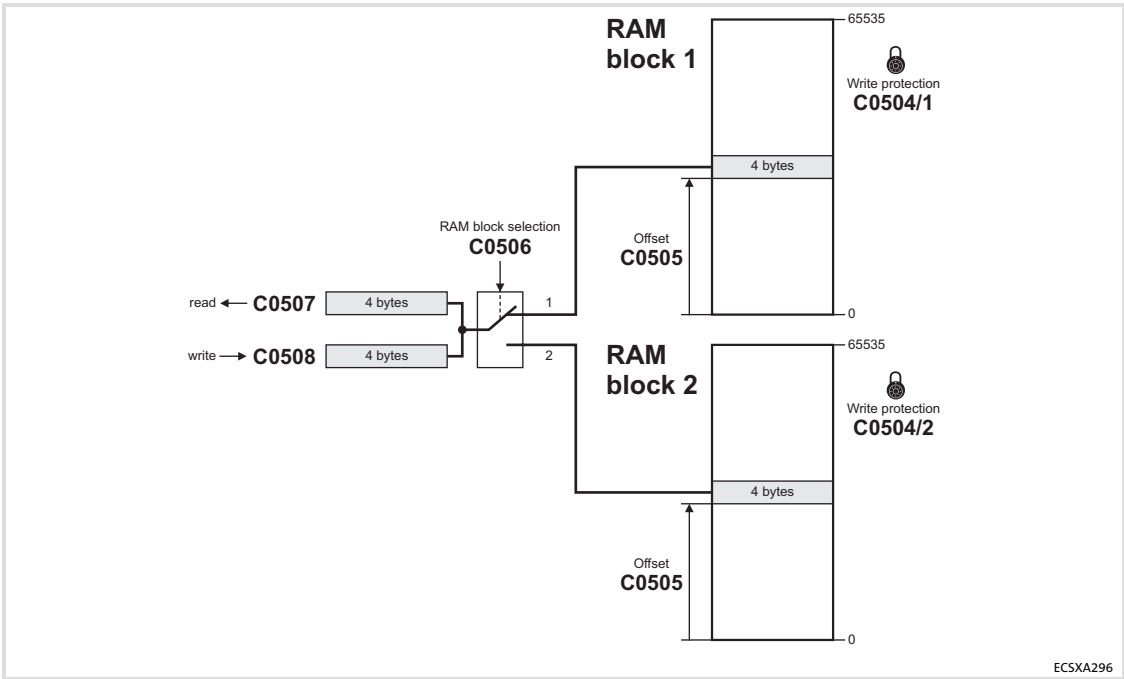 RAM
block 1
65535
Write protection
C0504/1
4 bytes
Offset
C0505
0
RAM block selection
C0506
read C0507 4 bytes
1
write C0508 4 bytes
2
RAM
block 2
65535
Write protection
C0504/2
4 bytes
Offset
C0505
0
ECSXA296